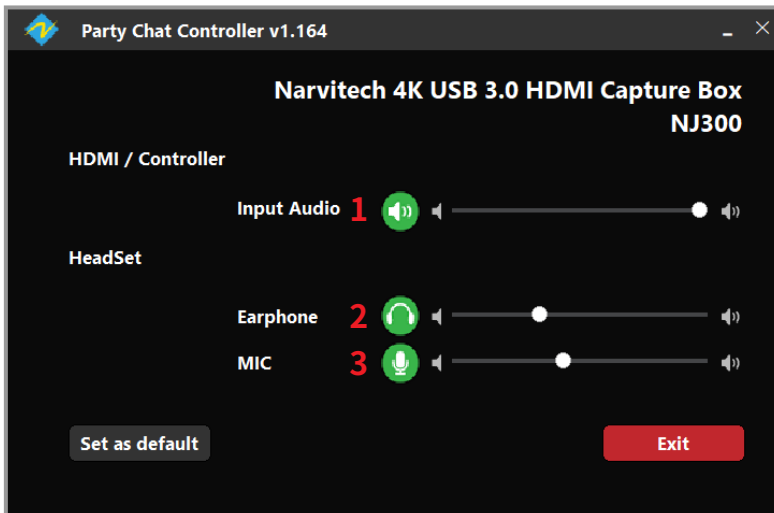 Party Chat Controller v1.164
Narvitech 4K USB 3.0 HDMI Capture Box
NJ300
HDMI / Controller
Input Audio 1
HeadSet
Earphone 2
MIC 3
Set as default
Exit